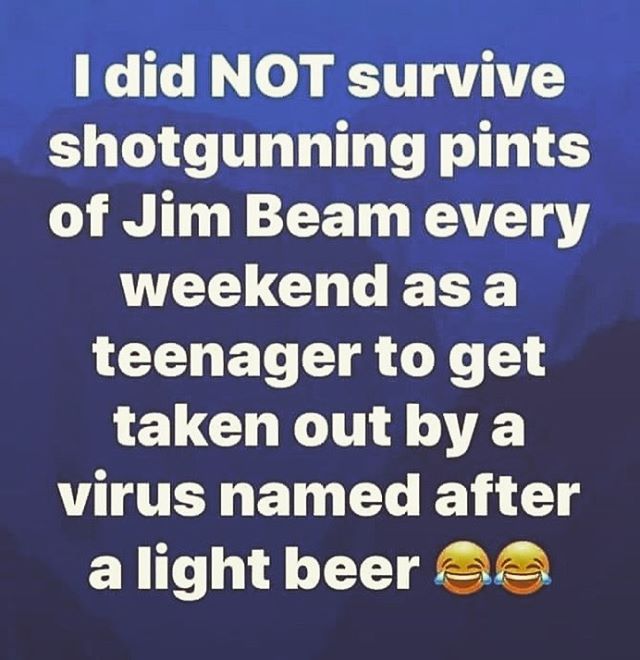 I did NOT survive
shotgunning pints
of Jim Beam every
weekend as a
teenager to get
taken out by a
virus named after
a light beer 😂😂